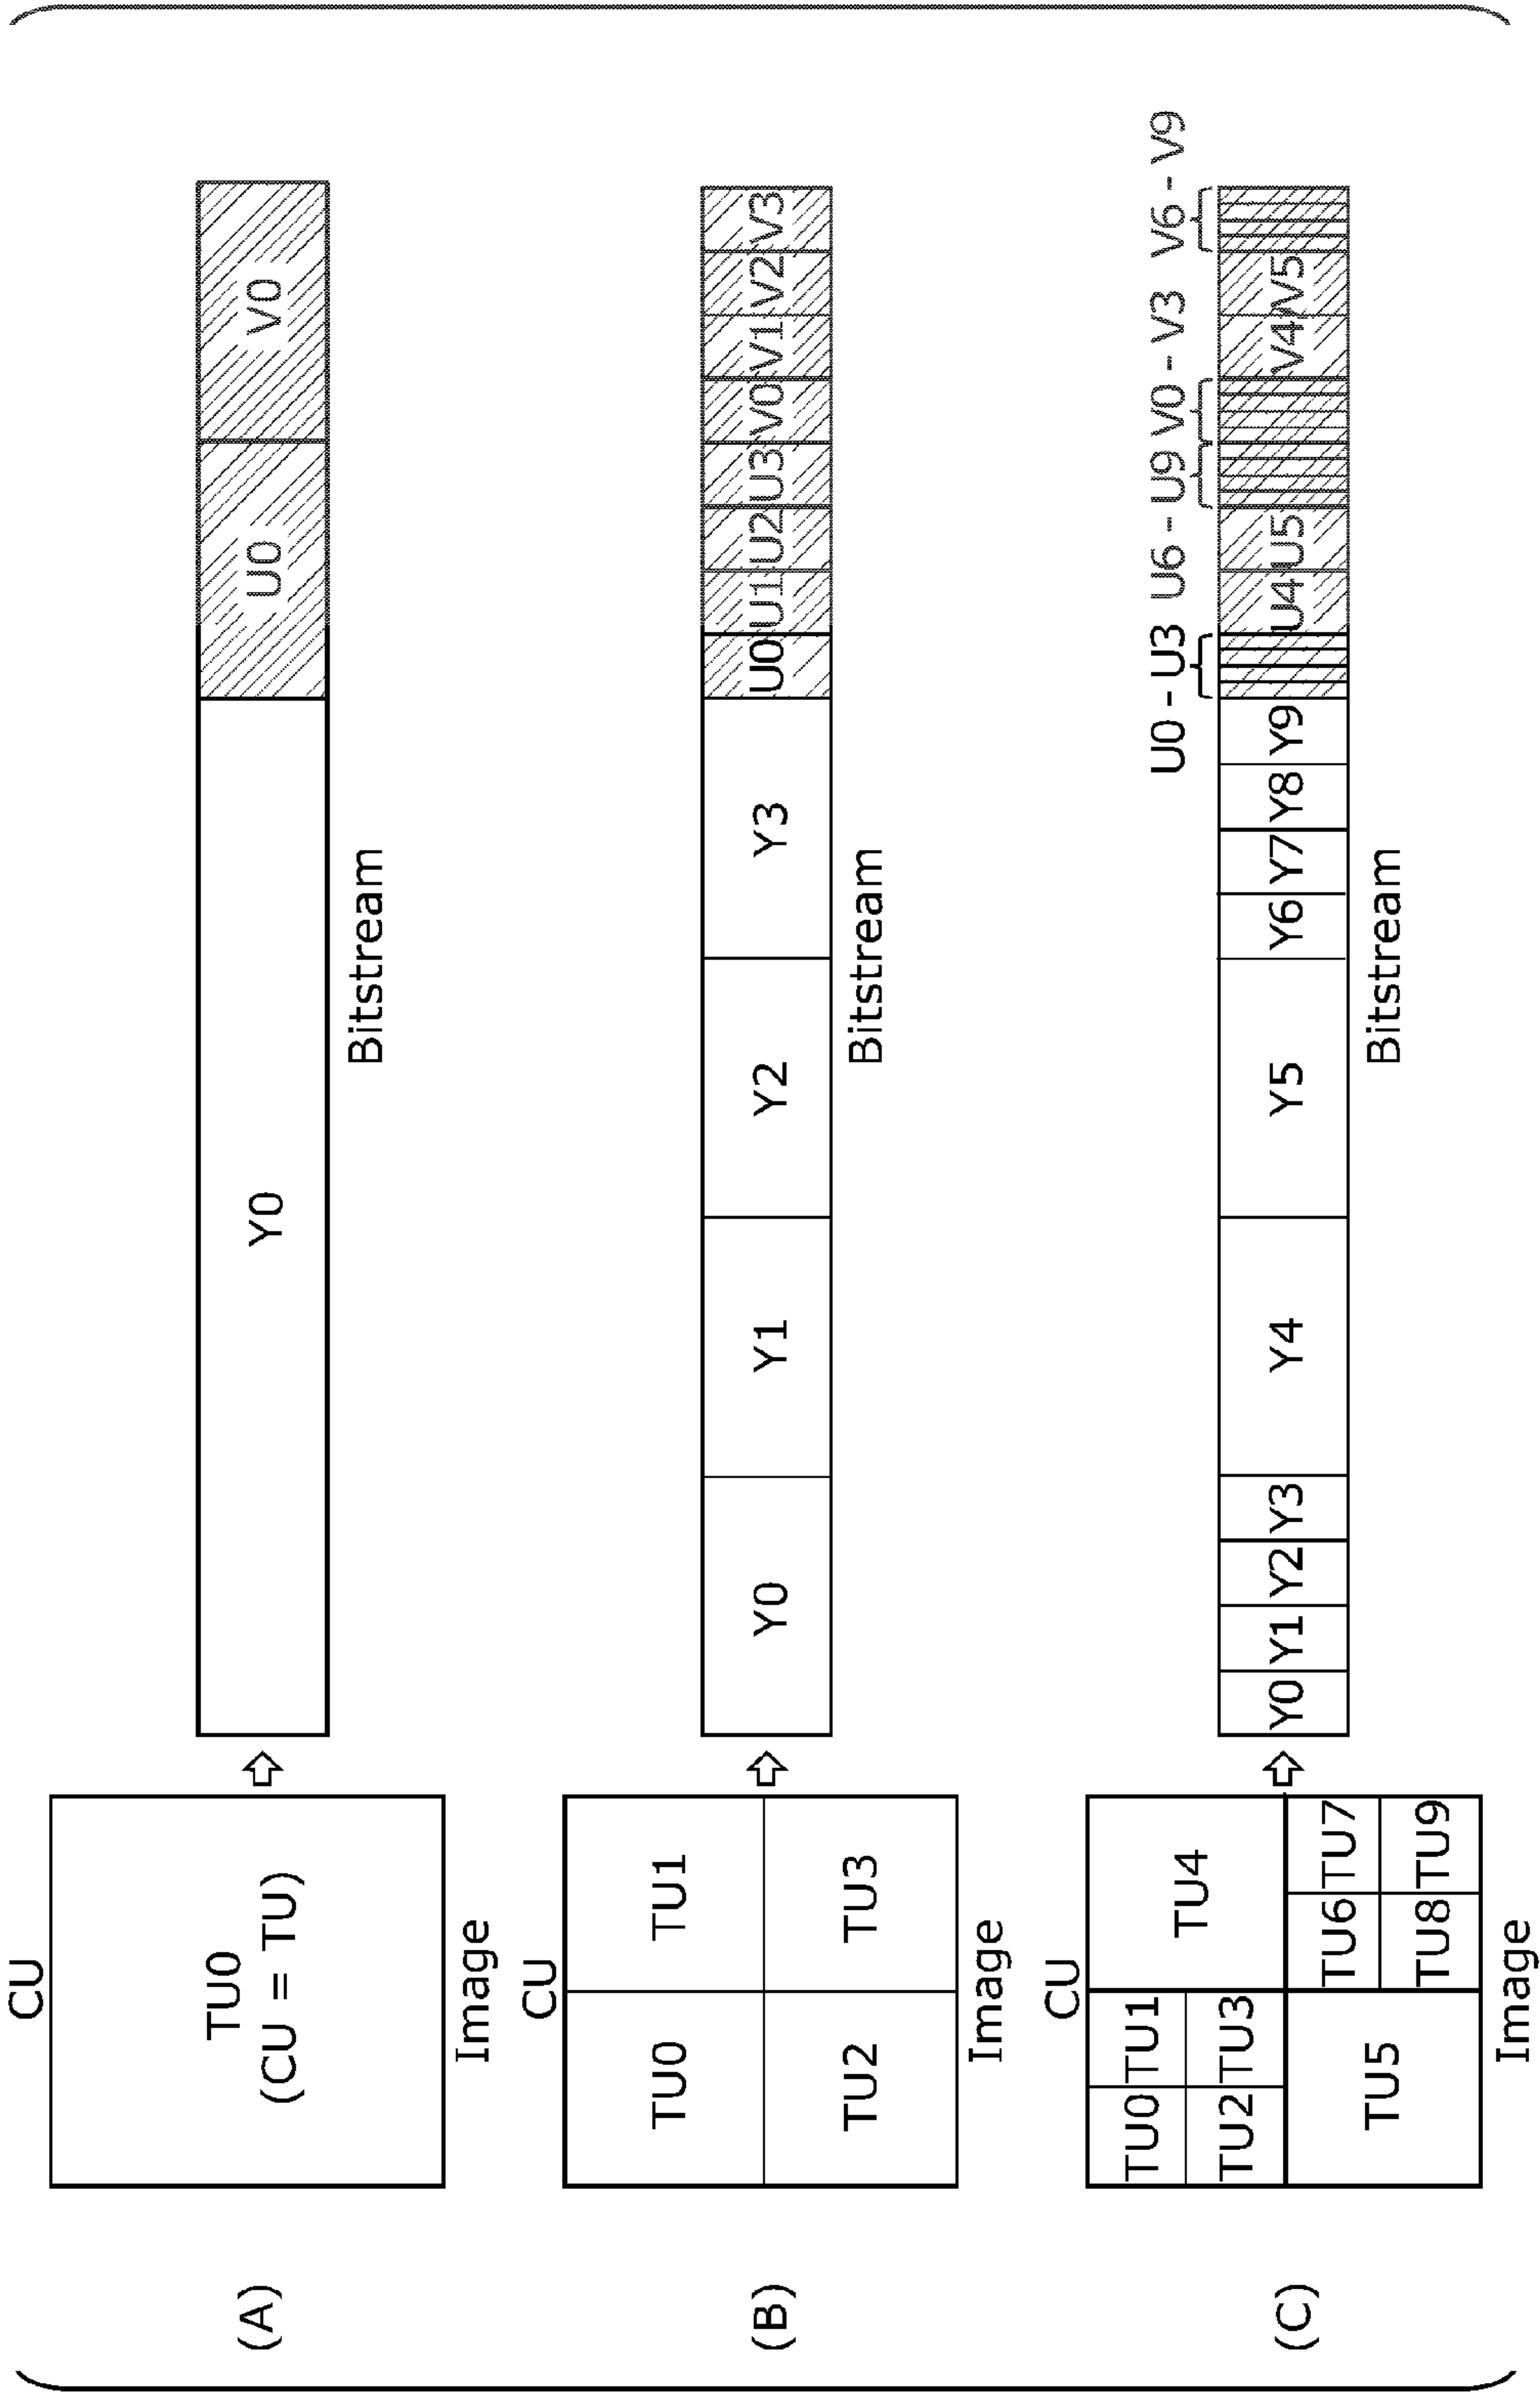 (A)
CU
TU0
(CU = TU)
Image
Y0
U0
V0
Bitstream
(B)
CU
TU0 TU1
TU2 TU3
Image
Y0 Y1 Y2 Y3 U0 U1 U2 U3 V0 V1 V2 V3
Bitstream
(C)
CU
TU0 TU1
TU2 TU3
TU4
TU5
TU6 TU7
TU8 TU9
Image
U0 - U3 U6 - U9 V0 - V3 V6 - V9
Y0 Y1 Y2 Y3 Y4 Y5 Y6 Y7 Y8 Y9 U4 U5 V4 V5
Bitstream